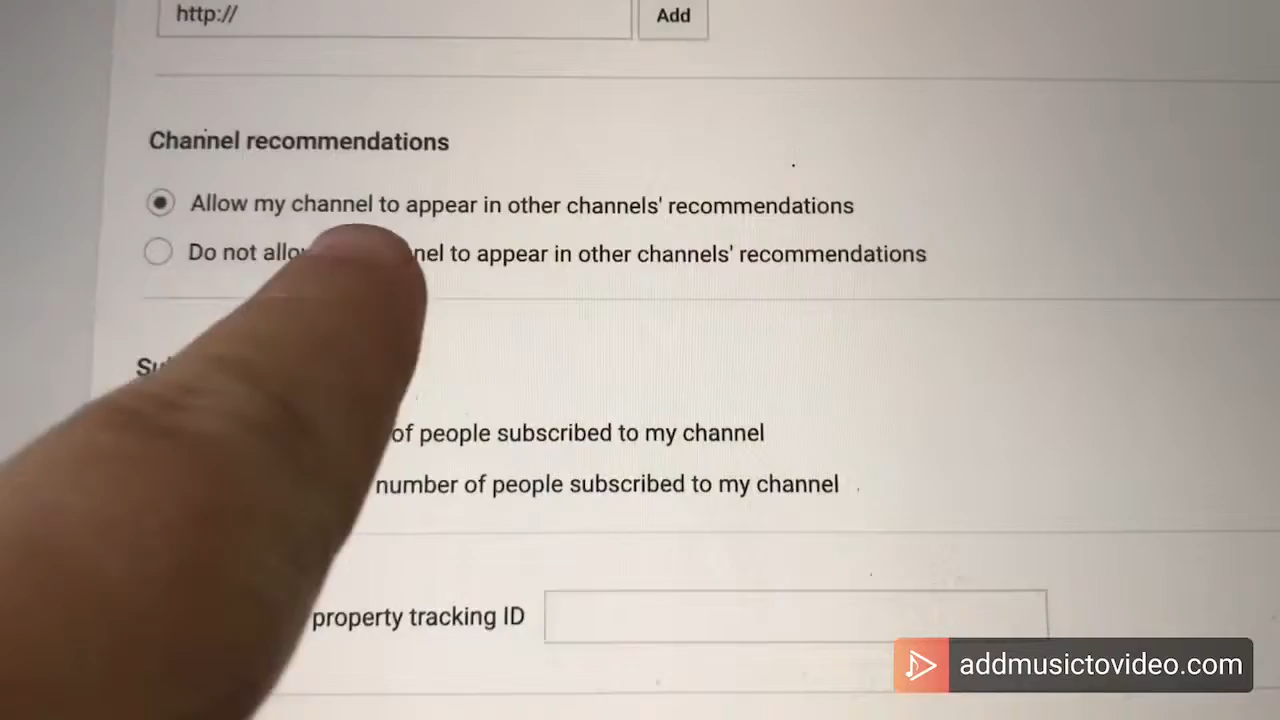 http://
Add
Channel recommendations
Allow my channel to appear in other channels' recommendations
Do not to appear in other channels' recommendations
of people subscribed to my channel
number of people subscribed to my channel
property tracking ID
addmusictovideo.com